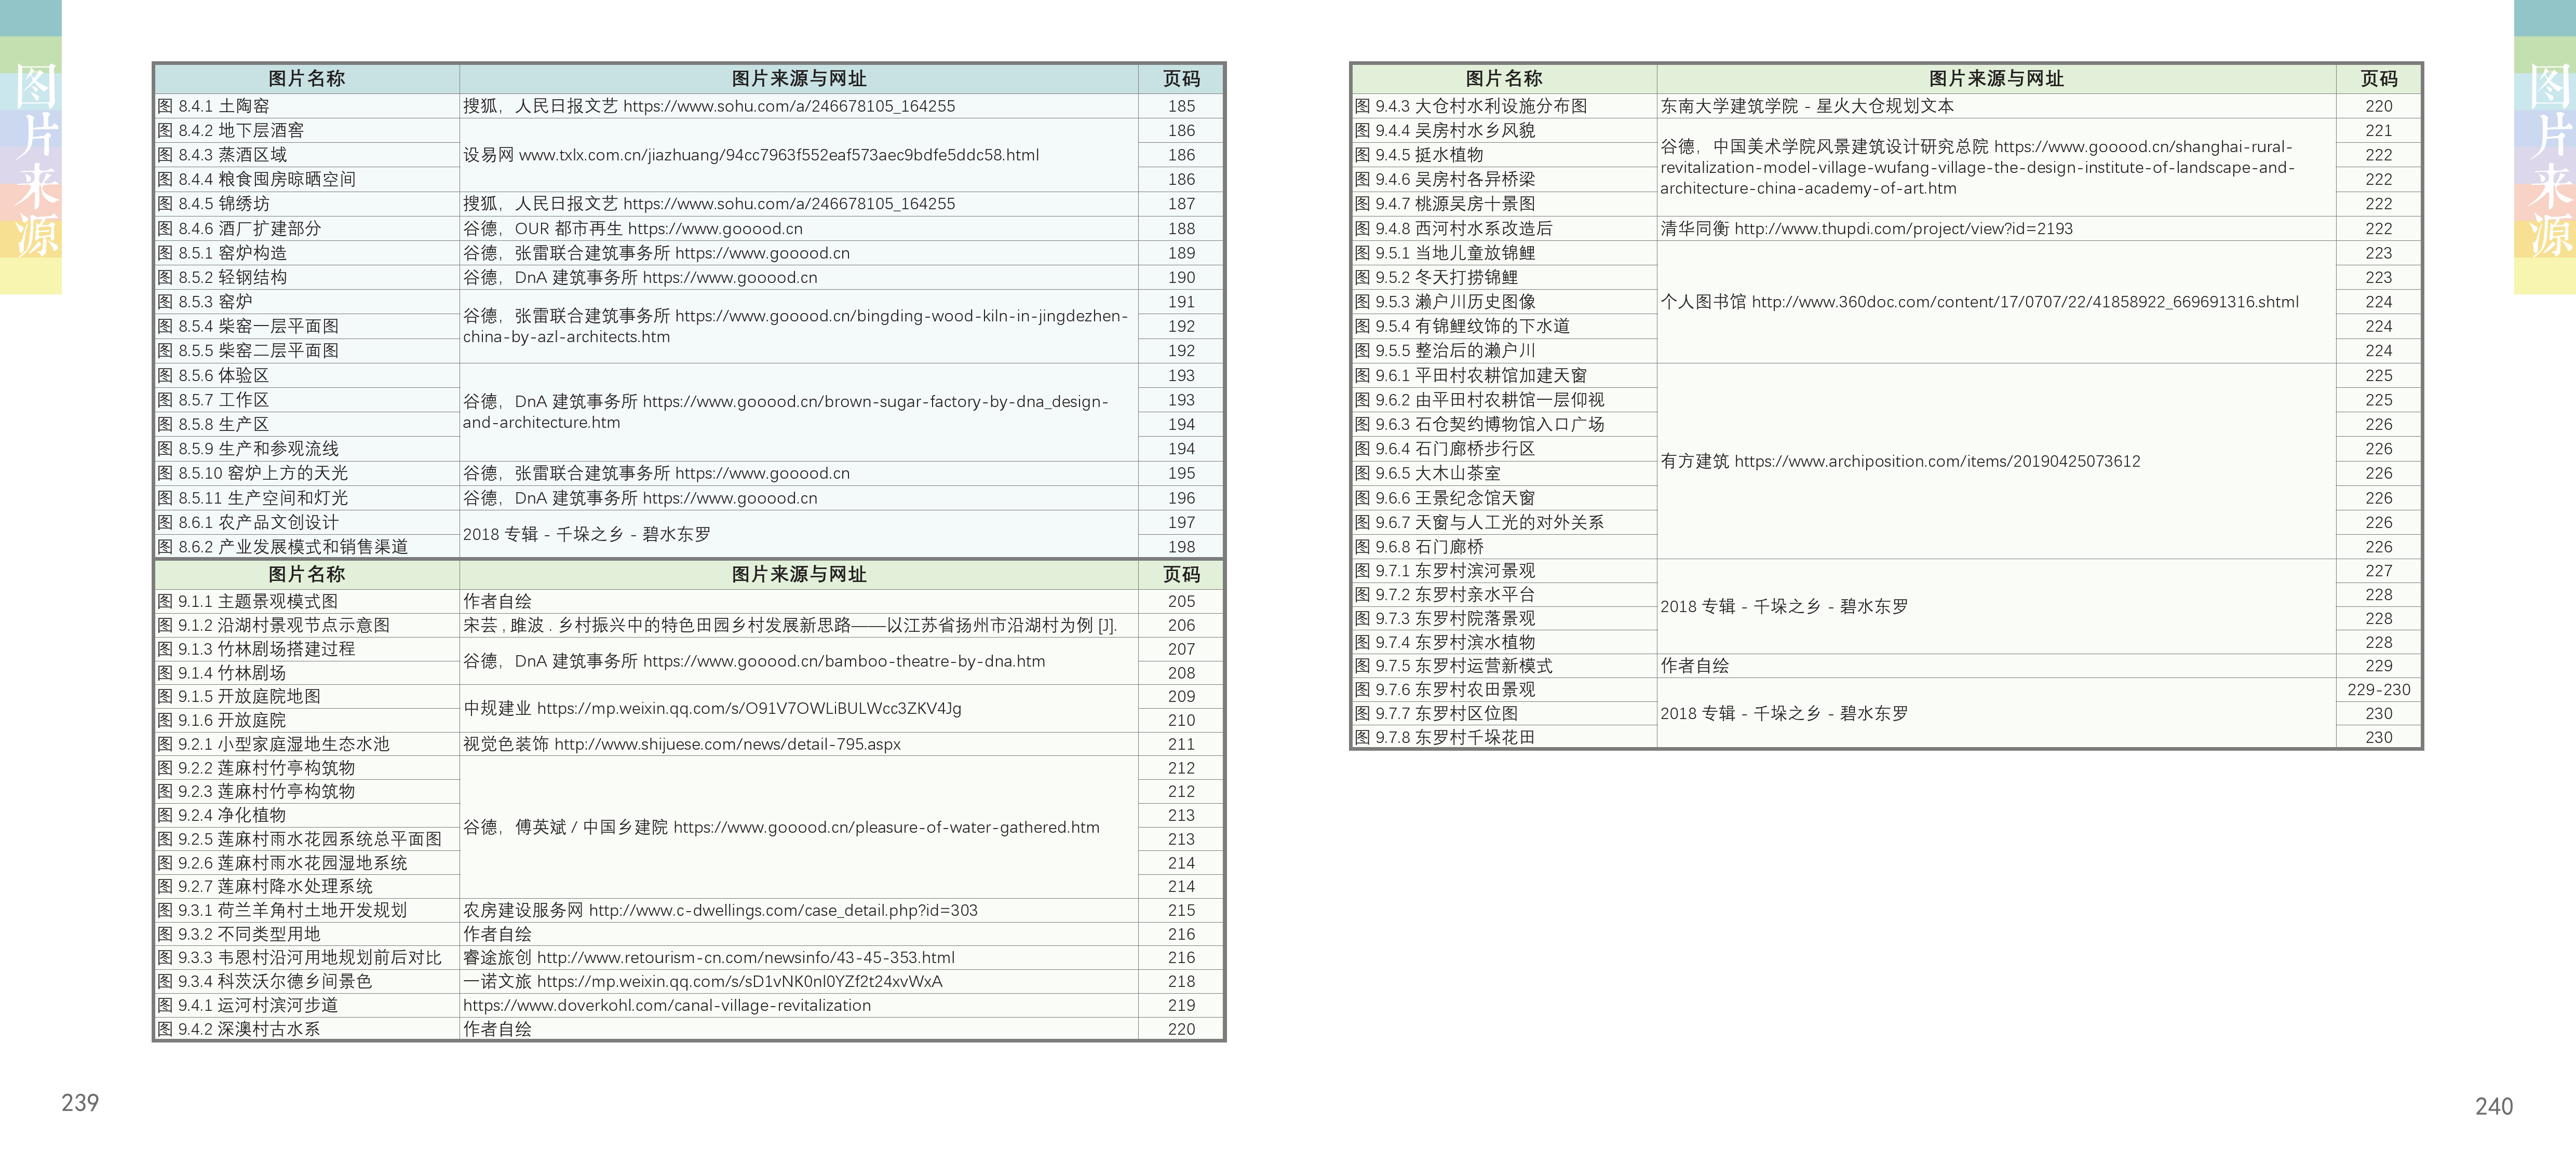 图片来源
图片名称 图片来源与网址 页码
图 8.4.1 土陶窑 搜狐，人民日报文艺 https://www.sohu.com/a/246678105_164255 185
图 8.4.2 地下层酒窖 186
图 8.4.3 蒸酒区域 设易网 www.txlx.com.cn/jiazhuang/94cc7963f552eaf573aec9bdfe5ddc58.html 186
图 8.4.4 粮食囤房晾晒空间 186
图 8.4.5 锦绣坊 搜狐，人民日报文艺 https://www.sohu.com/a/246678105_164255 187
图 8.4.6 酒厂扩建部分 谷德，OUR 都市再生 https://www.gooood.cn 188
图 8.5.1 窑炉构造 谷德，张雷联合建筑事务所 https://www.gooood.cn 189
图 8.5.2 轻钢结构 谷德，DnA 建筑事务所 https://www.gooood.cn 190
图 8.5.3 窑炉 191
谷德，张雷联合建筑事务所 https://www.gooood.cn/bingding-wood-kiln-in-jingdezhen-
图 8.5.4 柴窑一层平面图 192
china-by-azl-architects.htm
图 8.5.5 柴窑二层平面图 192
图 8.5.6 体验区 193
图 8.5.7 工作区 谷德，DnA 建筑事务所 https://www.gooood.cn/brown-sugar-factory-by-dna_design- 193
图 8.5.8 生产区 and-architecture.htm 194
图 8.5.9 生产和参观流线 194
图 8.5.10 窑炉上方的天光 谷德，张雷联合建筑事务所 https://www.gooood.cn 195
图 8.5.11 生产空间和灯光 谷德，DnA 建筑事务所 https://www.gooood.cn 196
图 8.6.1 农产品文创设计 197
2018 专辑 - 千垛之乡 - 碧水东罗
图 8.6.2 产业发展模式和销售渠道 198
图片名称 图片来源与网址 页码
图 9.1.1 主题景观模式图 作者自绘 205
图 9.1.2 沿湖村景观节点示意图 宋芸 , 雎波 . 乡村振兴中的特色田园乡村发展新思路——以江苏省扬州市沿湖村为例 [J]. 206
图 9.1.3 竹林剧场搭建过程 207
谷德，DnA 建筑事务所 https://www.gooood.cn/bamboo-theatre-by-dna.htm
图 9.1.4 竹林剧场 208
图 9.1.5 开放庭院地图 209
中规建业 https://mp.weixin.qq.com/s/O91V7OWLiBULWcc3ZKV4Jg
图 9.1.6 开放庭院 210
图 9.2.1 小型家庭湿地生态水池 视觉色装饰 http://www.shijuese.com/news/detail-795.aspx 211
图 9.2.2 莲麻村竹亭构筑物 212
图 9.2.3 莲麻村竹亭构筑物 212
图 9.2.4 净化植物 213
谷德，傅英斌 / 中国乡建院 https://www.gooood.cn/pleasure-of-water-gathered.htm
图 9.2.5 莲麻村雨水花园系统总平面图 213
图 9.2.6 莲麻村雨水花园湿地系统 214
图 9.2.7 莲麻村降水处理系统 214
图 9.3.1 荷兰羊角村土地开发规划 农房建设服务网 http://www.c-dwellings.com/case_detail.php?id=303 215
图 9.3.2 不同类型用地 作者自绘 216
图 9.3.3 韦恩村沿河用地规划前后对比 睿途旅创 http://www.retourism-cn.com/newsinfo/43-45-353.html 216
图 9.3.4 科茨沃尔德乡间景色 一诺文旅 https://mp.weixin.qq.com/s/sD1vNK0nl0YZf2t24xvWxA 218
图 9.4.1 运河村滨河步道 https://www.doverkohl.com/canal-village-revitalization 219
图 9.4.2 深澳村古水系 作者自绘 220
239
图片名称 图片来源与网址 页码
图 9.4.3 大仓村水利设施分布图 东南大学建筑学院 - 星火大仓规划文本 220
图 9.4.4 吴房村水乡风貌 221
谷德，中国美术学院风景建筑设计研究总院 https://www.gooood.cn/shanghai-rural-
图 9.4.5 挺水植物 222
revitalization-model-village-wufang-village-the-design-institute-of-landscape-and-
图 9.4.6 吴房村各异桥梁 222
architecture-china-academy-of-art.htm
图 9.4.7 桃源吴房十景图 222
图 9.4.8 西河村水系改造后 清华同衡 http://www.thupdi.com/project/view?id=2193 222
图 9.5.1 当地儿童放锦鲤 223
图 9.5.2 冬天打捞锦鲤 223
图 9.5.3 濑户川历史图像 个人图书馆 http://www.360doc.com/content/17/0707/22/41858922_669691316.shtml 224
图 9.5.4 有锦鲤纹饰的下水道 224
图 9.5.5 整治后的濑户川 224
图 9.6.1 平田村农耕馆加建天窗 225
图 9.6.2 由平田村农耕馆一层仰视 225
图 9.6.3 石仓契约博物馆入口广场 226
图 9.6.4 石门廊桥步行区 226
有方建筑 https://www.archiposition.com/items/20190425073612
图 9.6.5 大木山茶室 226
图 9.6.6 王景纪念馆天窗 226
图 9.6.7 天窗与人工光的对外关系 226
图 9.6.8 石门廊桥 226
图 9.7.1 东罗村滨河景观 227
图 9.7.2 东罗村亲水平台 228
2018 专辑 - 千垛之乡 - 碧水东罗
图 9.7.3 东罗村院落景观 228
图 9.7.4 东罗村滨水植物 228
图 9.7.5 东罗村运营新模式 作者自绘 229
图 9.7.6 东罗村农田景观 229-230
图 9.7.7 东罗村区位图 2018 专辑 - 千垛之乡 - 碧水东罗 230
图 9.7.8 东罗村千垛花田 230
图片来源
240